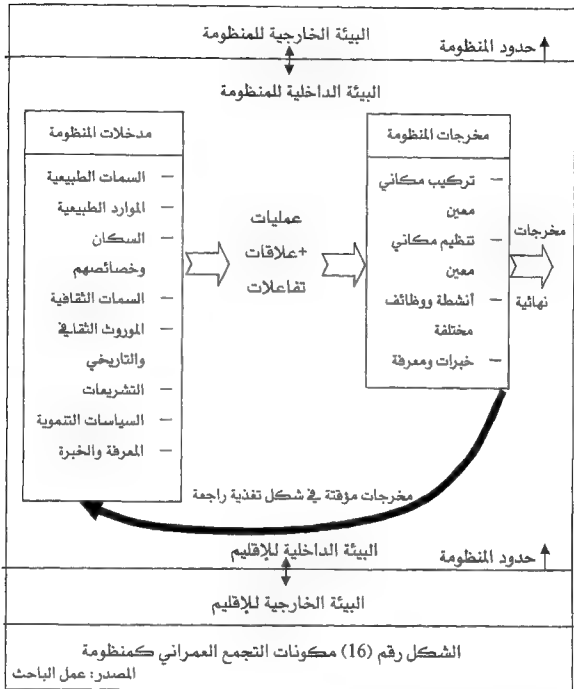 البيئة الخارجية للمنظومة
حدود المنظومة
البيئة الداخلية للمنظومة
مدخلات المنظومة
– السمات الطبيعية
– الموارد الطبيعية
– السكان
وخصائصهم
– السمات الثقافية
– الموروث الثقافي
والتاريخي
– التشريعات
– السياسات التنموية
– المعرفة والخبرة
عمليات
+علاقات
تفاعلات
مخرجات المنظومة
– تركيب مكاني
معين
– تنظيم مكاني
معين
– أنشطة ووظائف
مختلفة
– خبرات ومعرفة
مخرجات
نهائية
مخرجات مؤقتة في شكل تغذية راجعة
البيئة الداخلية للإقليم
حدود المنظومة
البيئة الخارجية للإقليم
الشكل رقم (16) مكونات التجمع العمراني كمنظومة
المصدر: عمل الباحث